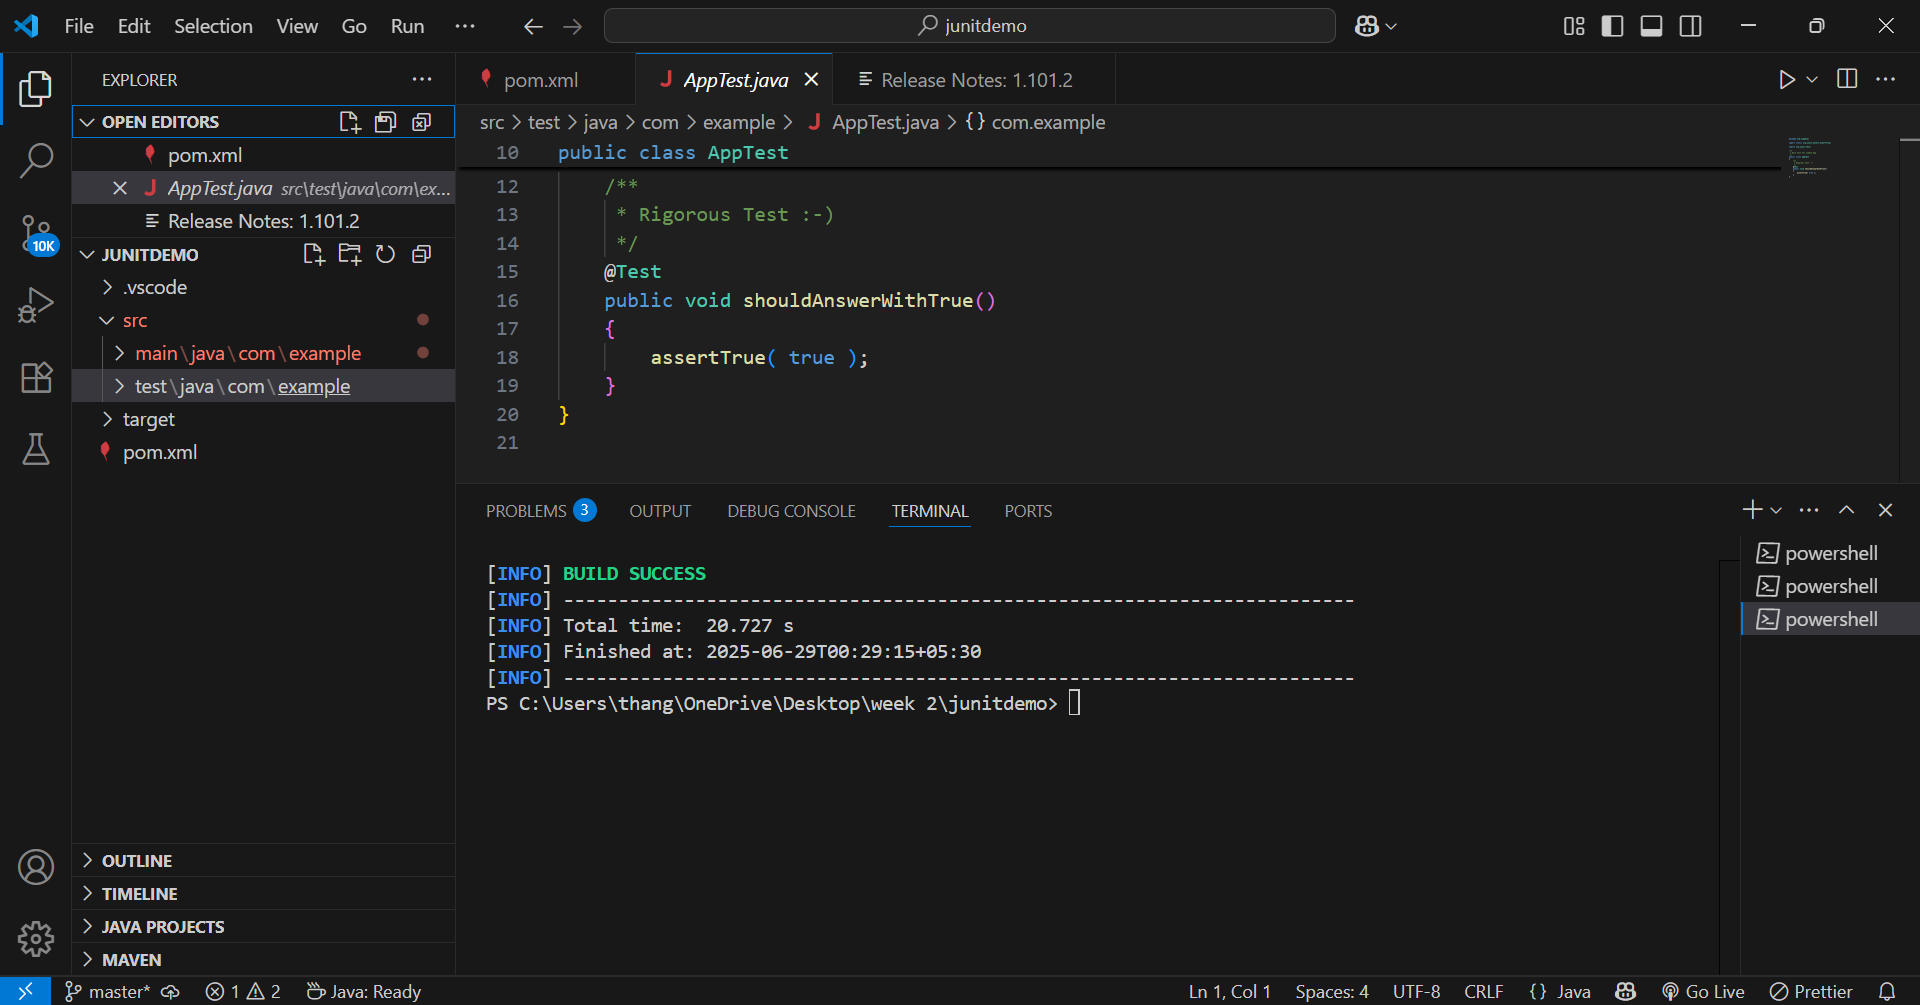 File Edit Selection View Go Run ··· junitdemo
EXPLORER ···
OPEN EDITORS
pom.xml
AppTest.java src\test\java\com\ex...
Release Notes: 1.101.2
JUNITDEMO
.vscode
src
main\java\com\example
test\java\com\example
target
pom.xml
OUTLINE
TIMELINE
JAVA PROJECTS
MAVEN
10K
pom.xml AppTest.java Release Notes: 1.101.2
src > test > java > com > example > AppTest.java > {} com.example
10 public class AppTest
12 /**
13 * Rigorous Test :-)
14 */
15 @Test
16 public void shouldAnswerWithTrue()
17 {
18 assertTrue( true );
19 }
20 }
21
PROBLEMS 3 OUTPUT DEBUG CONSOLE TERMINAL PORTS
[INFO] BUILD SUCCESS
[INFO] ------------------------------------------------------------------------
[INFO] Total time:  20.727 s
[INFO] Finished at: 2025-06-29T00:29:15+05:30
[INFO] ------------------------------------------------------------------------
PS C:\Users\thang\OneDrive\Desktop\week 2\junitdemo>
powershell
powershell
powershell
master* 1 2 Java: Ready Ln 1, Col 1 Spaces: 4 UTF-8 CRLF {} Java Go Live Prettier